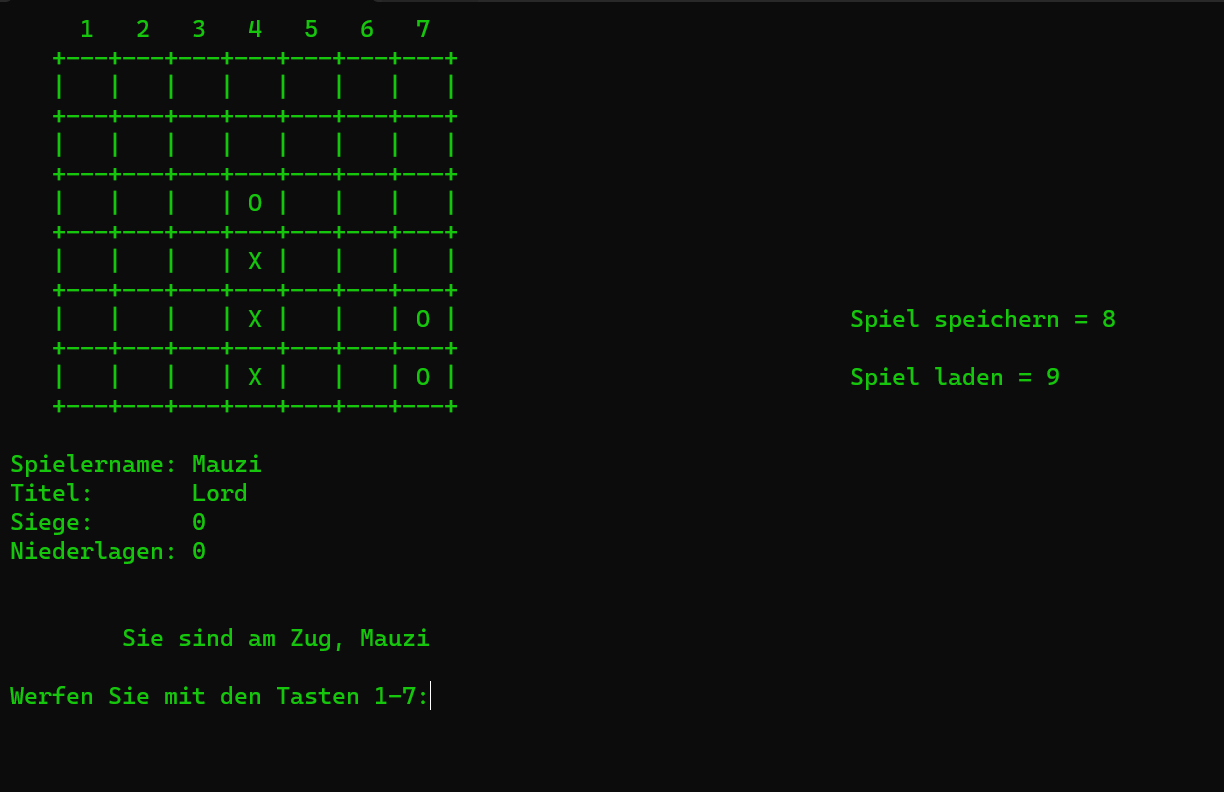 1 2 3 4 5 6 7
+---+---+---+---+---+---+---+
|   |   |   |   |   |   |   |
+---+---+---+---+---+---+---+
|   |   |   |   |   |   |   |
+---+---+---+---+---+---+---+
|   |   |   | O |   |   |   |
+---+---+---+---+---+---+---+
|   |   |   | X |   |   |   |
+---+---+---+---+---+---+---+
|   |   |   | X |   |   | O | Spiel speichern = 8
+---+---+---+---+---+---+---+
|   |   |   | X |   |   | O | Spiel laden = 9
+---+---+---+---+---+---+---+
Spielername: Mauzi
Titel: Lord
Siege: 0
Niederlagen: 0
Sie sind am Zug, Mauzi
Werfen Sie mit den Tasten 1-7: